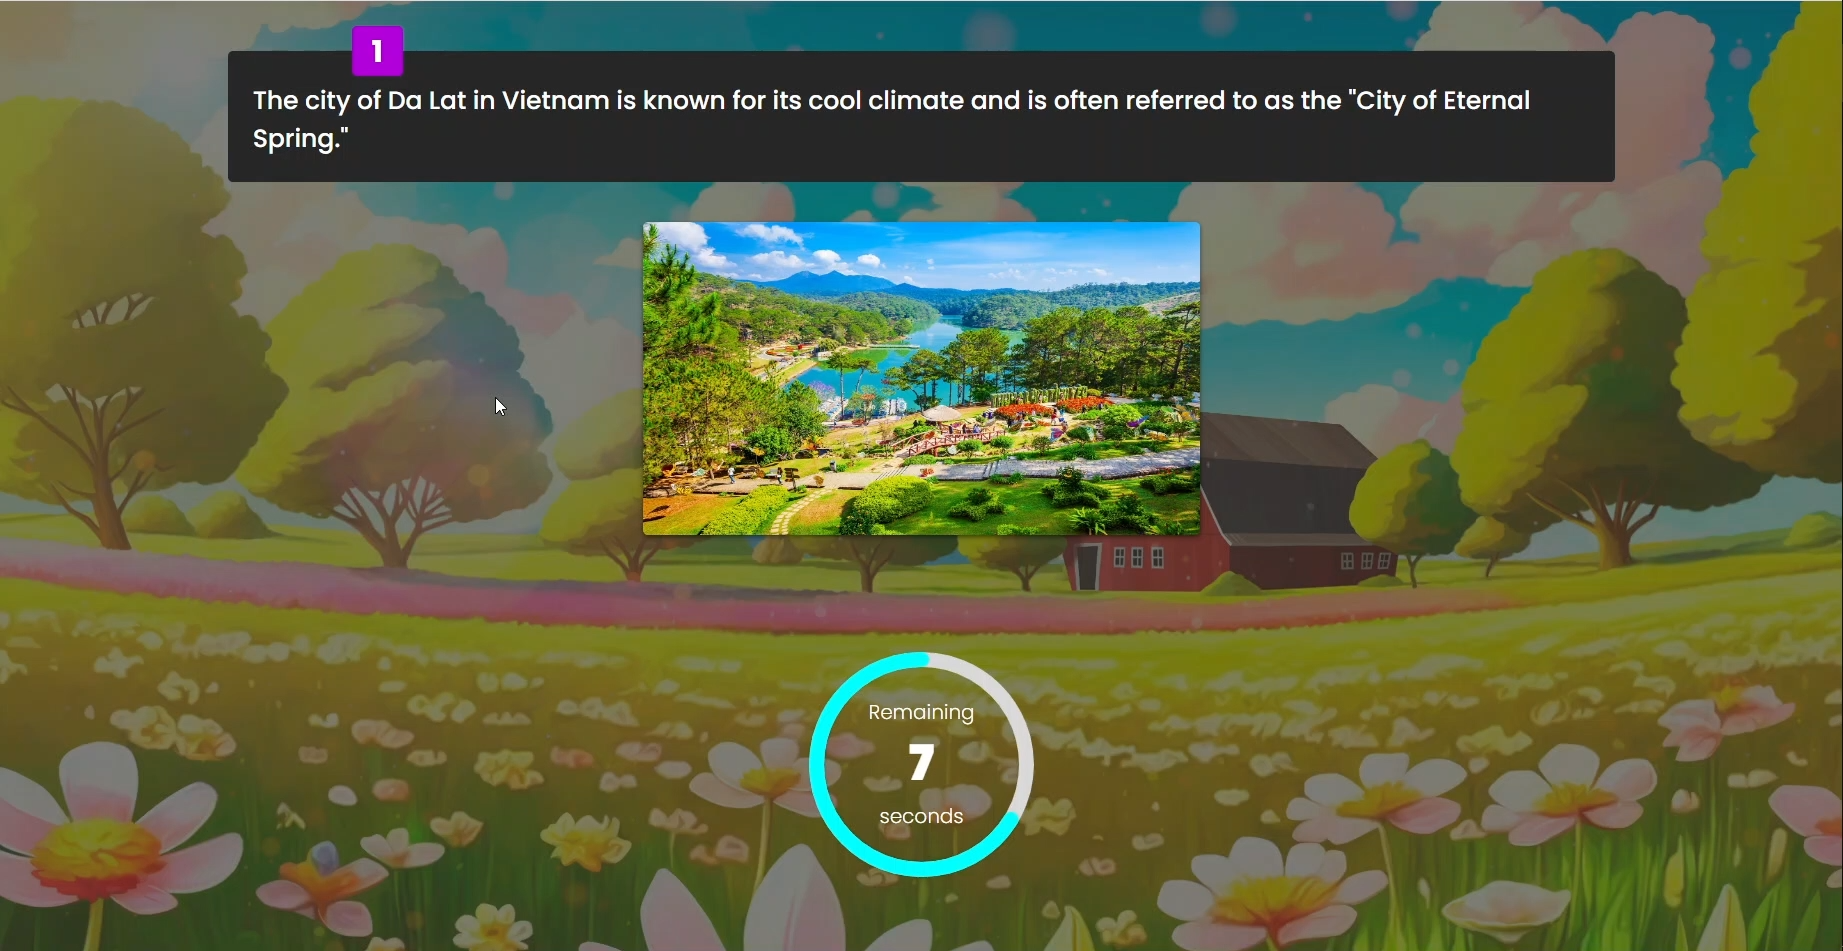 1
The city of Da Lat in Vietnam is known for its cool climate and is often referred to as the "City of Eternal
Spring."
Remaining
7
seconds